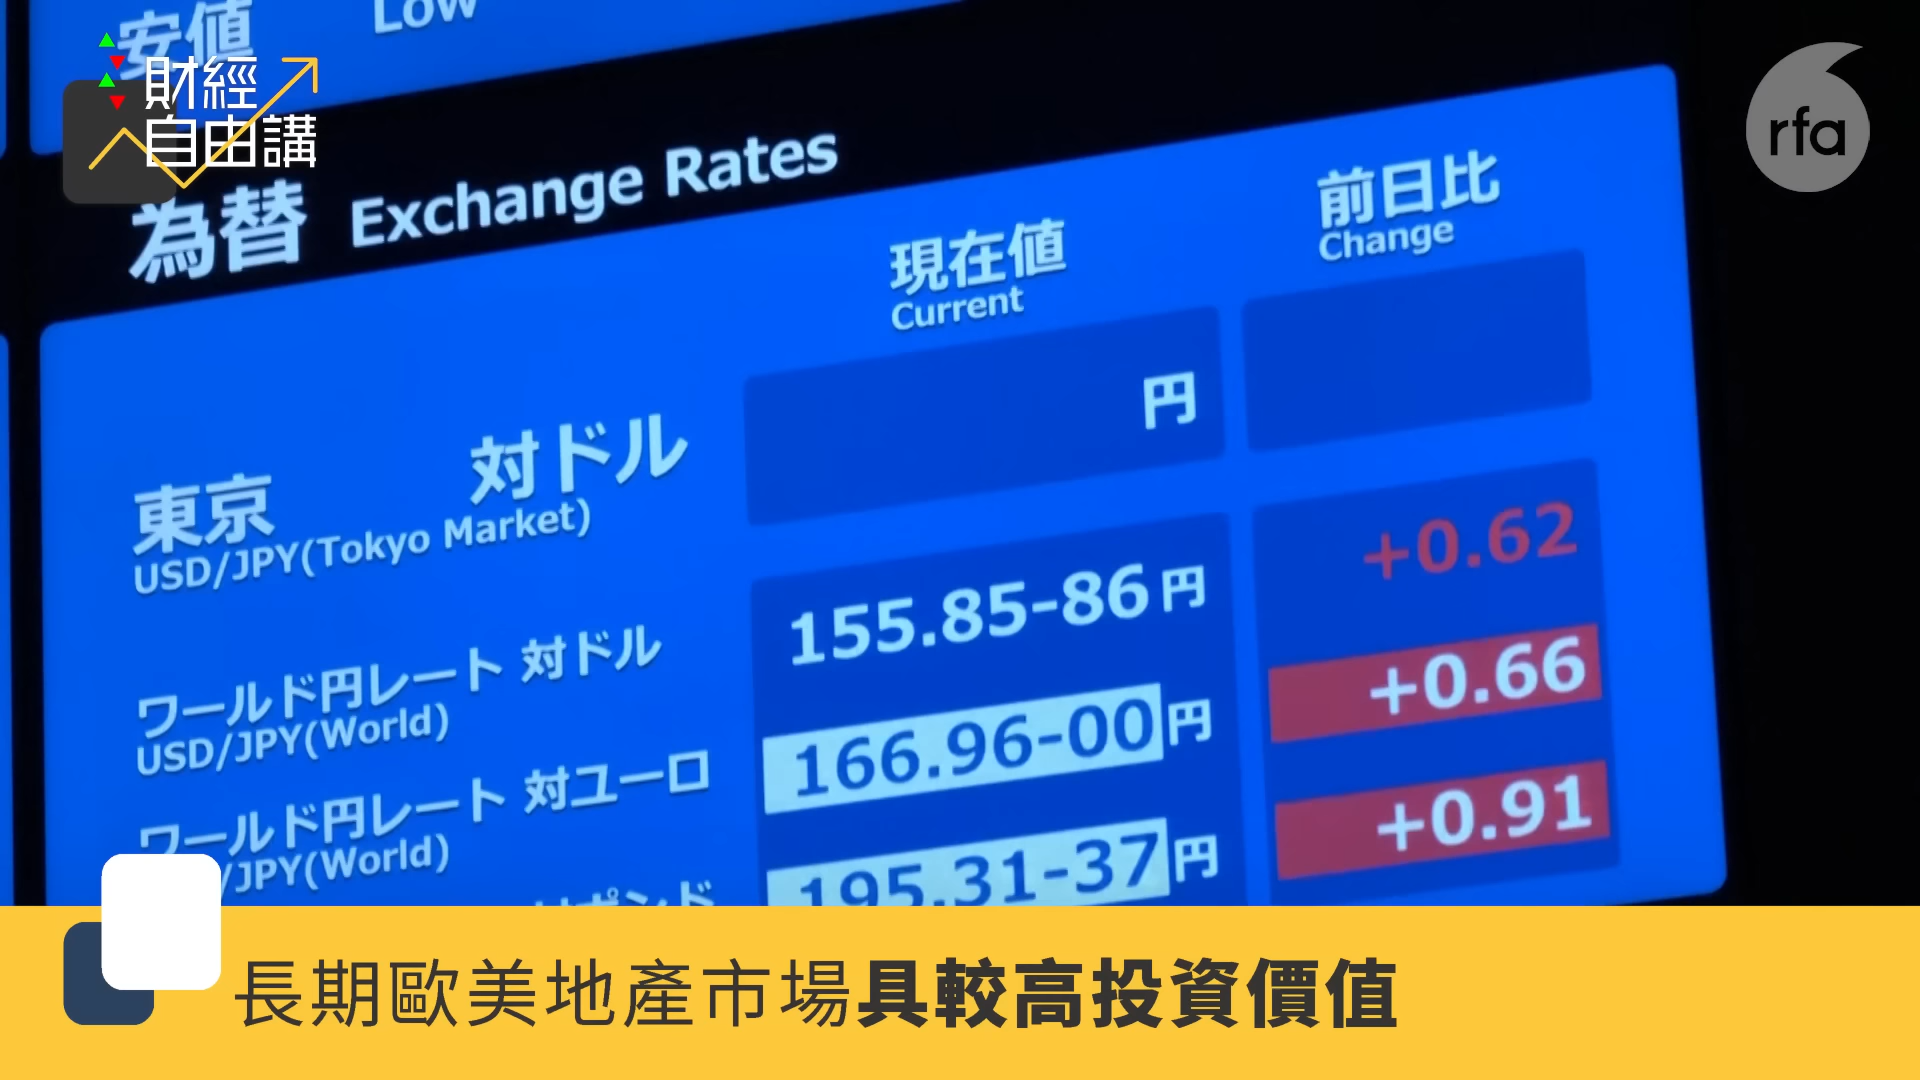 安値 Low
財經
自由講
rfa
為替 Exchange Rates
現在値
Current
前日比
Change
東京 対ドル 円
USD/JPY(Tokyo Market)
ワールド円レート 対ドル 155.85-86円 +0.62
USD/JPY(World)
ワールド円レート 対ユーロ 166.96-00円 +0.66
/JPY(World)
対ポンド 195.31-37円 +0.91
長期歐美地產市場具較高投資價值